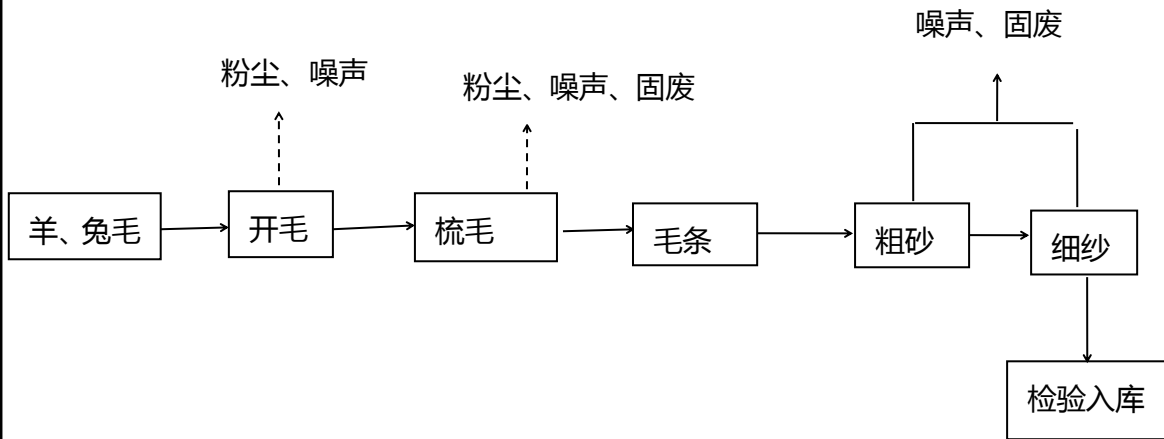 噪声、固废
粉尘、噪声
粉尘、噪声、固废
羊、兔毛
开毛
梳毛
毛条
粗砂
细纱
检验入库